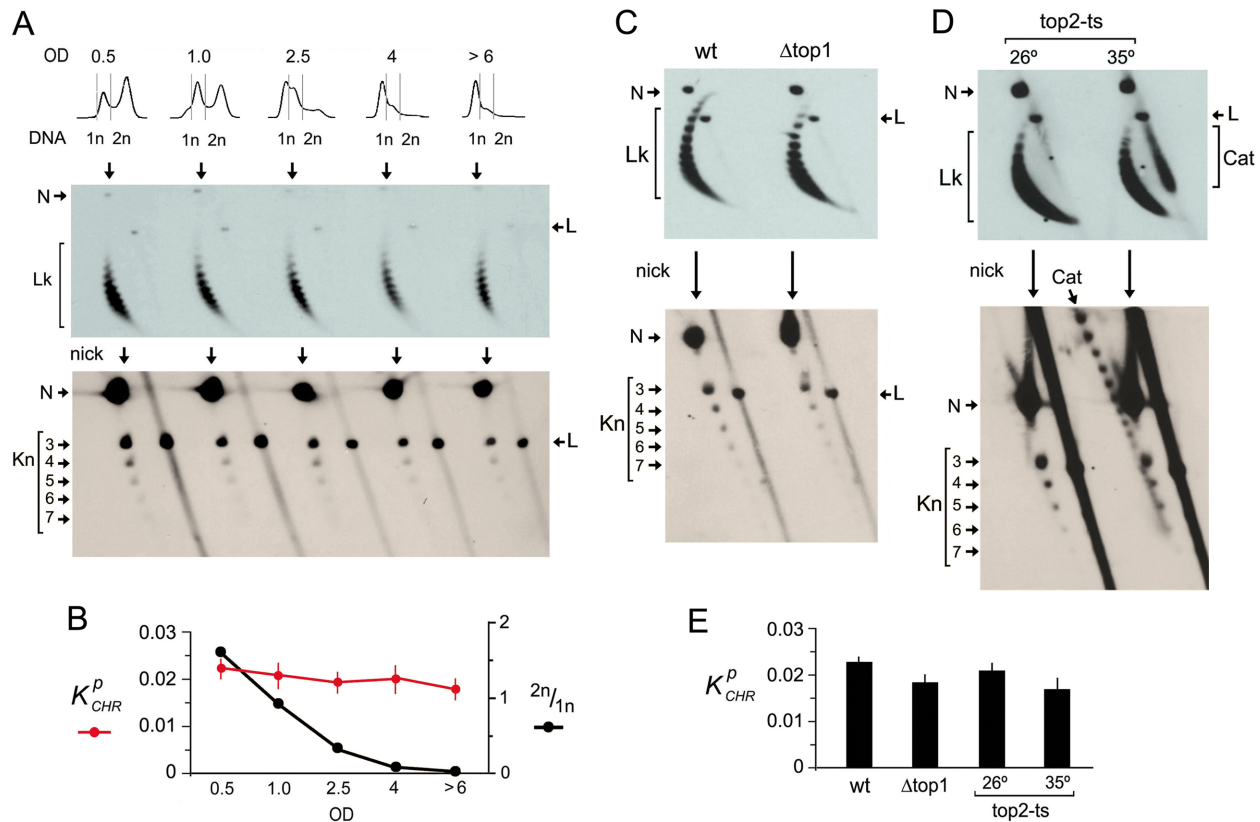 A
OD 0.5 1.0 2.5 4 > 6
DNA 1n 2n 1n 2n 1n 2n 1n 2n 1n 2n
N
L
Lk
nick
N
Kn 3 L
4
5
6
7
B
0.03 2
0.02
K p CHR 1 2n/1n
0.01
0 0
0.5 1.0 2.5 4 >6
OD
C
wt Δtop1
N
L
Lk
nick
N
Kn 3 L
4
5
6
7
D
top2-ts
26º 35º
N
L
Lk Cat
nick Cat
N
Kn 3
4
5
6
7
E
0.03
K p CHR 0.02
0.01
0
wt Δtop1 26º 35º
top2-ts